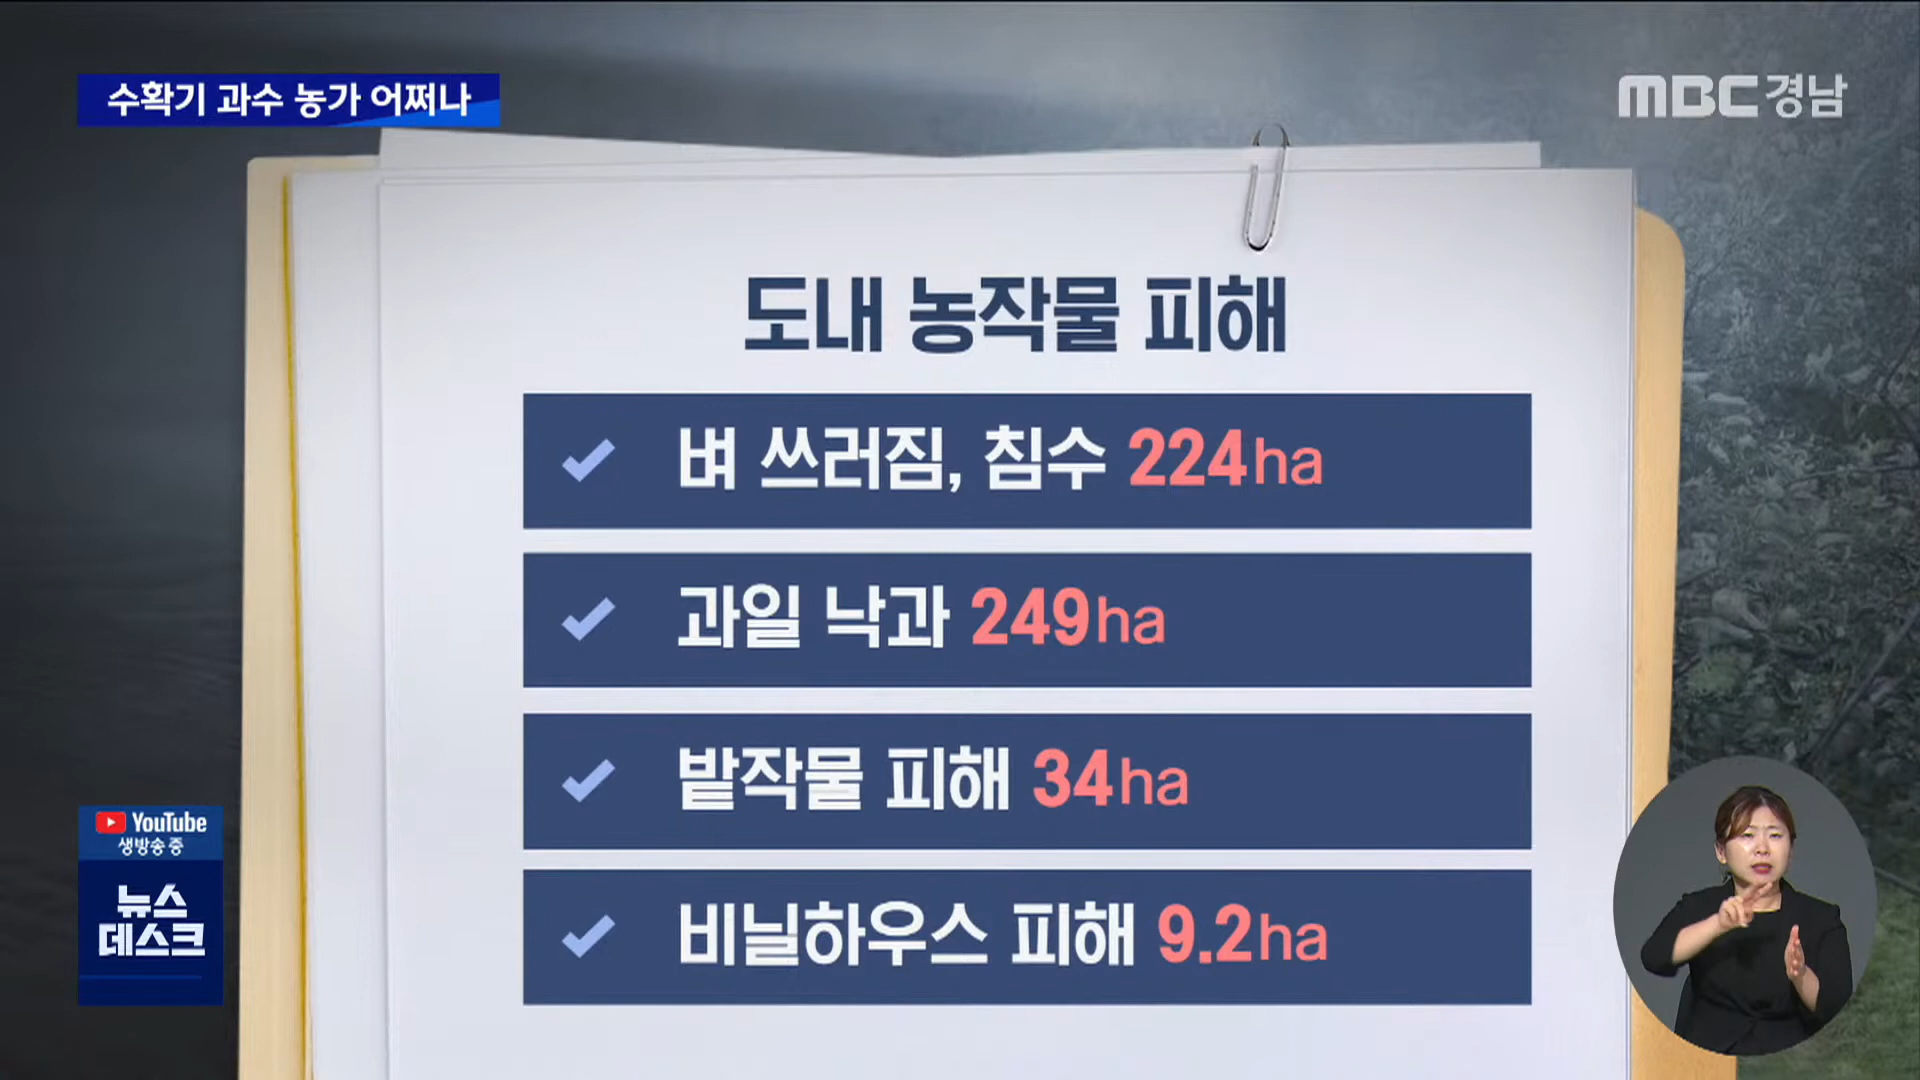 수확기 과수 농가 어쩌나
MBC경남
도내 농작물 피해
벼 쓰러짐, 침수 224ha
과일 낙과 249ha
밭작물 피해 34ha
비닐하우스 피해 9.2ha
YouTube
생방송 중
뉴스
데스크